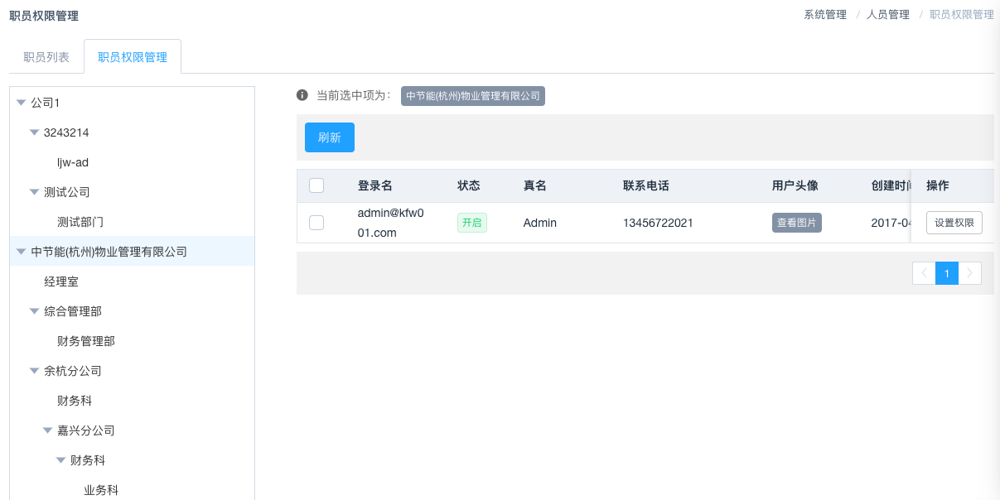 职员权限管理
系统管理 / 人员管理 / 职员权限管理
职员列表
职员权限管理
公司1
3243214
ljw-ad
测试公司
测试部门
中节能(杭州)物业管理有限公司
经理室
综合管理部
财务管理部
余杭分公司
财务科
嘉兴分公司
财务科
业务科
当前选中项为: 中节能(杭州)物业管理有限公司
刷新
登录名 状态 真名 联系电话 用户头像 创建时间 操作
admin@kfw0
01.com
开启 Admin 13456722021 查看图片 2017-04 设置权限
1